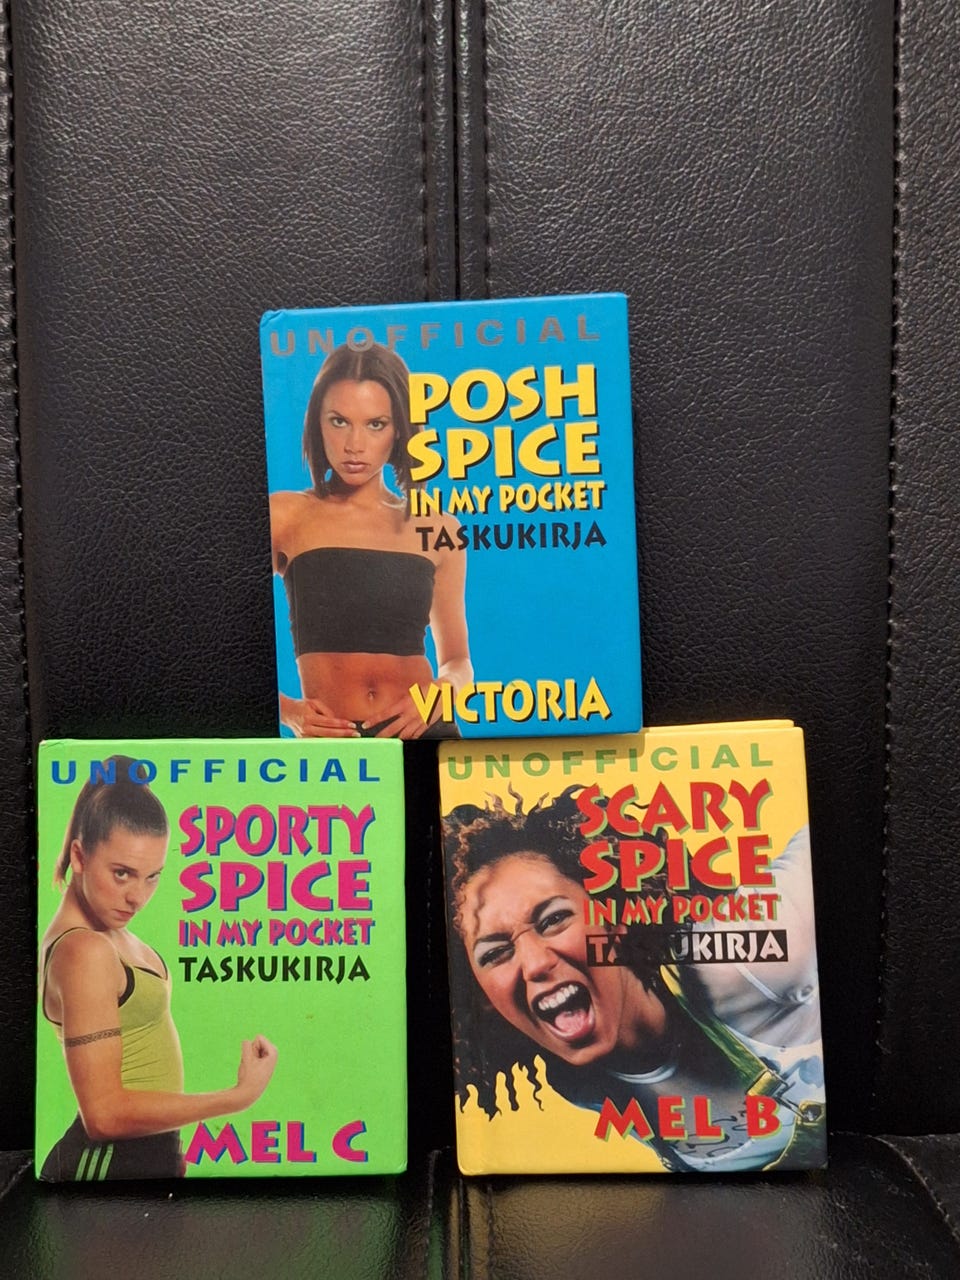 UNOFFICIAL
POSH
SPICE
IN MY POCKET
TASKUKIRJA
VICTORIA
UNOFFICIAL
SPORTY
SPICE
IN MY POCKET
TASKUKIRJA
MEL C
UNOFFICIAL
SCARY
SPICE
IN MY POCKET
TASKUKIRJA
MEL B